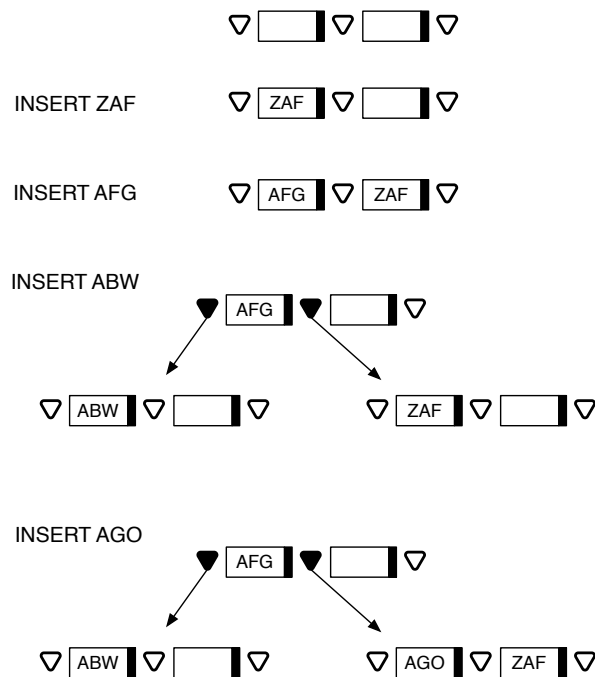 INSERT ZAF
ZAF
INSERT AFG
AFG ZAF
INSERT ABW
AFG
ABW ZAF
INSERT AGO
AFG
ABW AGO ZAF